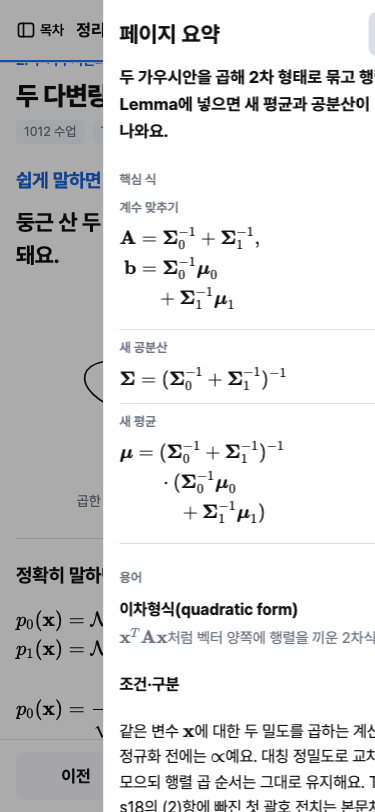 목차 정리
두 다변량
1012 수업
쉽게 말하면
둥근 산 두
돼요.
곱한
정확히 말하
p₀(x) = 𝒩
p₁(x) = 𝒩
p₀(x) =
이전
페이지 요약
두 가우시안을 곱해 2차 형태로 묶고 행
Lemma에 넣으면 새 평균과 공분산이
나와요.
핵심 식
계수 맞추기
A = Σ₀⁻¹ + Σ₁⁻¹,
b = Σ₀⁻¹μ₀
+ Σ₁⁻¹μ₁
새 공분산
Σ = (Σ₀⁻¹ + Σ₁⁻¹)⁻¹
새 평균
μ = (Σ₀⁻¹ + Σ₁⁻¹)⁻¹
· (Σ₀⁻¹μ₀
+ Σ₁⁻¹μ₁)
용어
이차형식(quadratic form)
xᵀAx처럼 벡터 양쪽에 행렬을 끼운 2차식
조건·구분
같은 변수 x에 대한 두 밀도를 곱하는 계산
정규화 전에는 ∝예요. 대칭 정밀도로 교차
모으되 행렬 곱 순서는 그대로 유지해요. T
s18의 (2)항에 빠진 첫 괄호 전치는 본문자